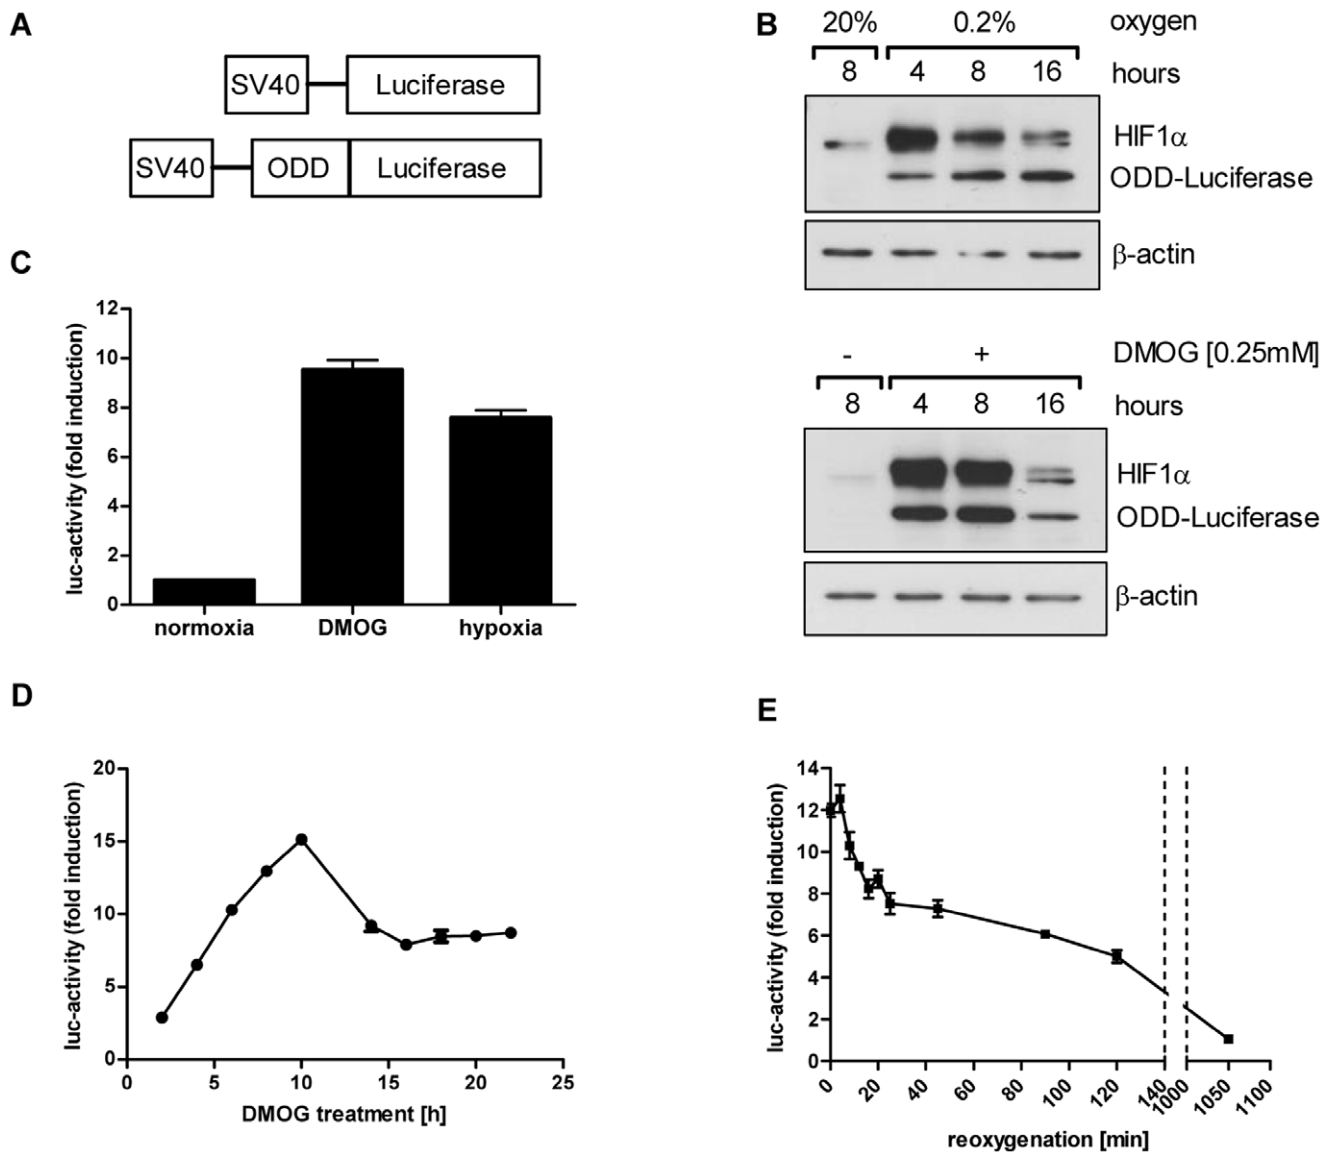 A
SV40 Luciferase
SV40 ODD Luciferase
B
20% 0.2% oxygen
8 4 8 16 hours
HIF1α
ODD-Luciferase
β-actin
- + DMOG [0.25mM]
8 4 8 16 hours
HIF1α
ODD-Luciferase
β-actin
C
luc-activity (fold induction)
12
10
8
6
4
2
0
normoxia DMOG hypoxia
D
luc-activity (fold induction)
20
15
10
5
0
0 5 10 15 20 25
DMOG treatment [h]
E
luc-activity (fold induction)
14
12
10
8
6
4
2
0
0 20 40 60 80 100 120 140 1000 1050 1100
reoxygenation [min]